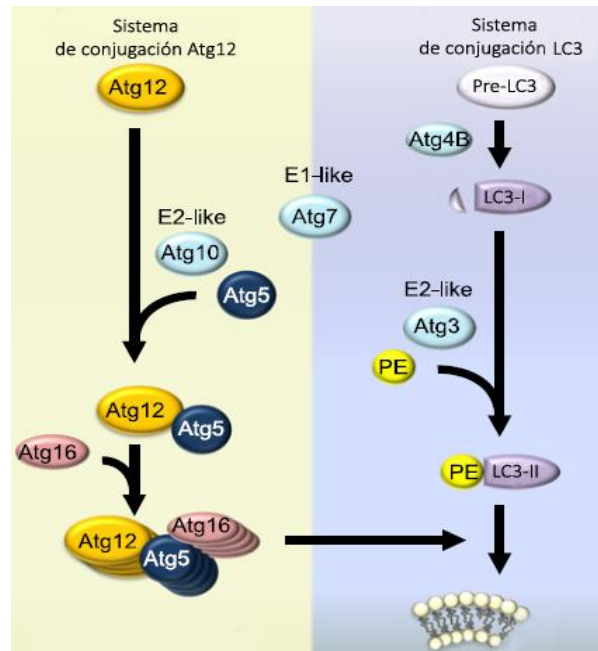 Sistema
de conjugación Atg12
Atg12
E1-like
Atg7
E2-like
Atg10
Atg5
Atg12
Atg5
Atg16
Atg16
Atg12
Atg5
Sistema
de conjugación LC3
Pre-LC3
Atg4B
LC3-I
E2-like
Atg3
PE
PE
LC3-II